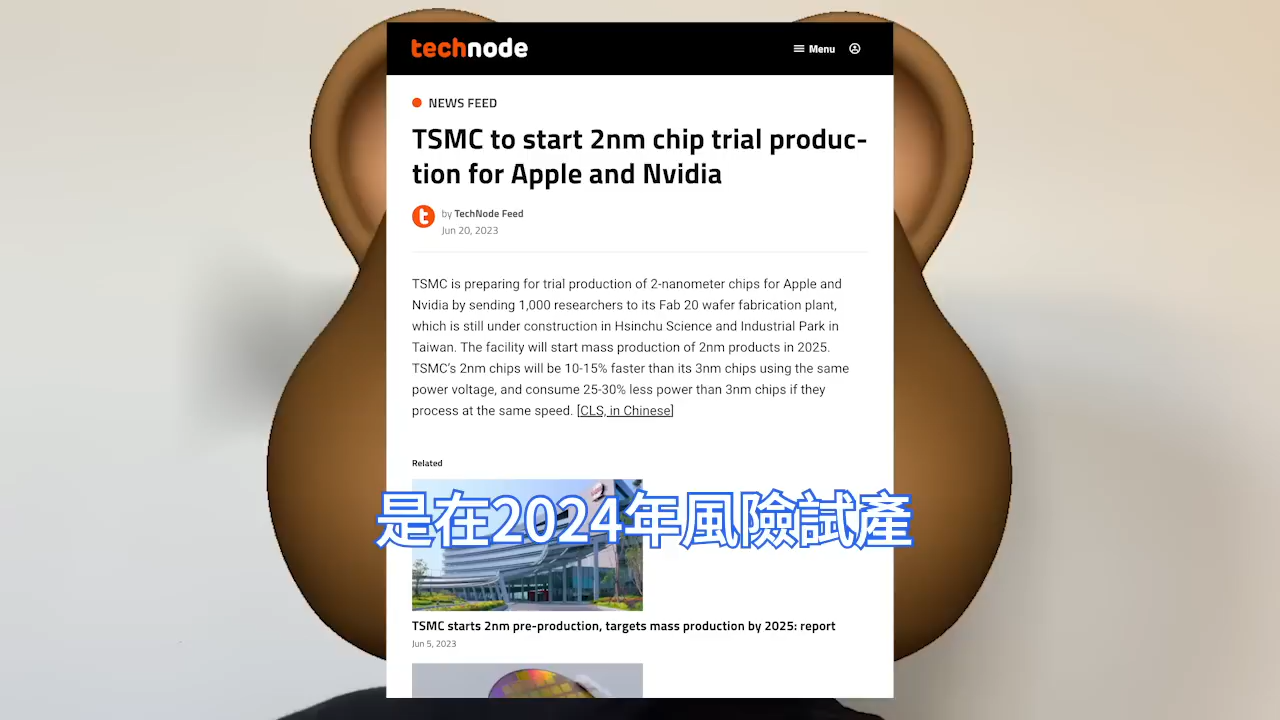 technode
Menu
NEWS FEED
TSMC to start 2nm chip trial produc-
tion for Apple and Nvidia
by TechNode Feed
Jun 20, 2023
TSMC is preparing for trial production of 2-nanometer chips for Apple and
Nvidia by sending 1,000 researchers to its Fab 20 wafer fabrication plant,
which is still under construction in Hsinchu Science and Industrial Park in
Taiwan. The facility will start mass production of 2nm products in 2025.
TSMC's 2nm chips will be 10-15% faster than its 3nm chips using the same
power voltage, and consume 25-30% less power than 3nm chips if they
process at the same speed. [CLS, in Chinese]
Related
是在2024年風險試產
TSMC starts 2nm pre-production, targets mass production by 2025: report
Jun 5, 2023